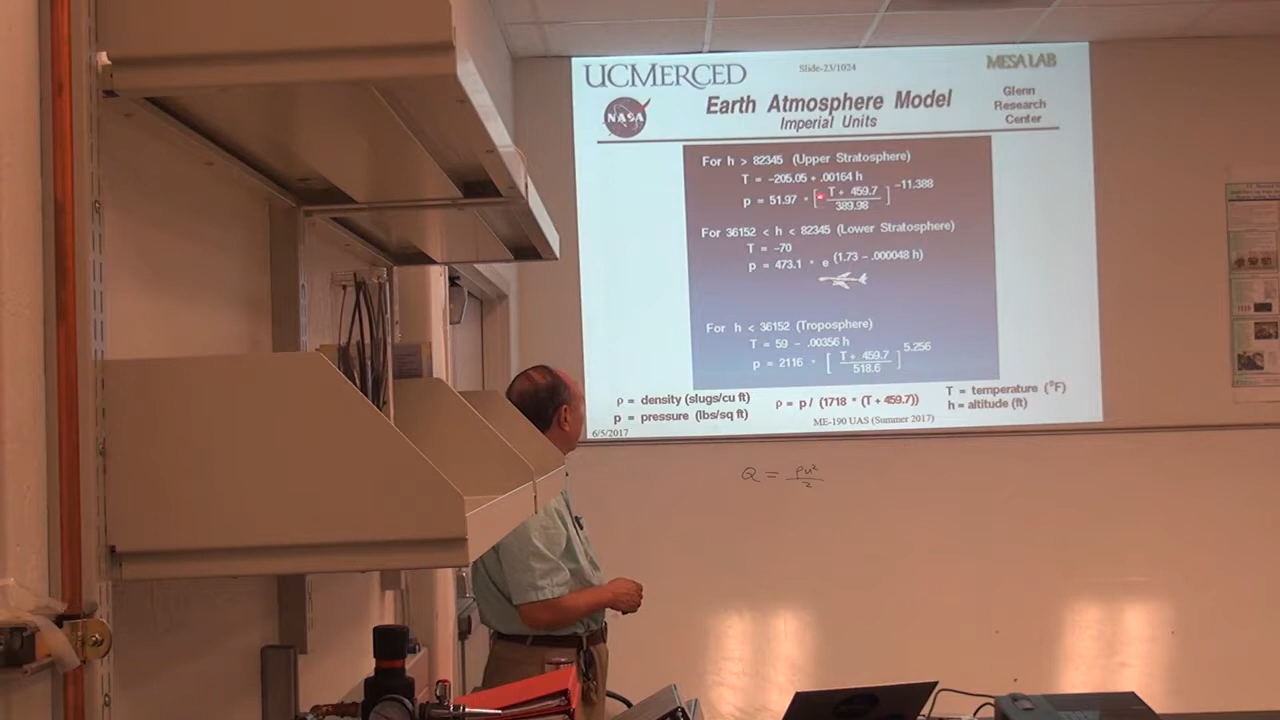 UCMERCED
Slide-23/1024
MESA LAB
NASA
Earth Atmosphere Model
Imperial Units
Glenn
Research
Center
For h > 82345 (Upper Stratosphere)
T = -205.05 + .00164 h
p = 51.97 * [ T + 459.7 / 389.98 ] -11.388
For 36152 < h < 82345 (Lower Stratosphere)
T = -70
p = 473.1 * e (1.73 - .000048 h)
For h < 36152 (Troposphere)
T = 59 - .00356 h
p = 2116 * [ T + 459.7 / 518.6 ] 5.256
ρ = density (slugs/cu ft)
p = pressure (lbs/sq ft)
ρ = p / (1718 * (T + 459.7))
T = temperature (°F)
h = altitude (ft)
6/5/2017
ME-190 UAS (Summer 2017)
Q = ρu²/2